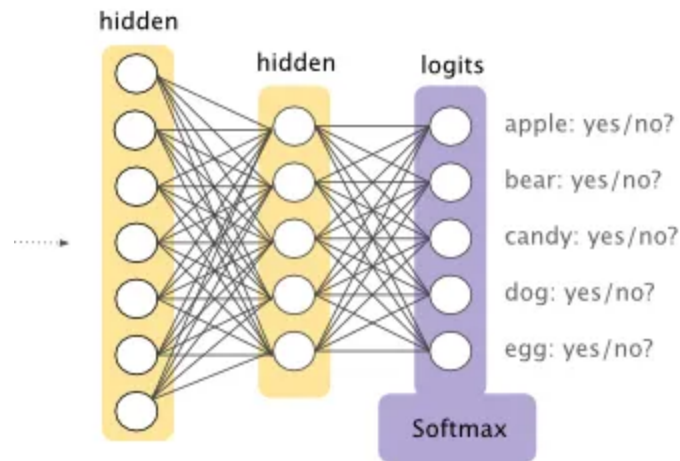 hidden
hidden
logits
apple: yes/no?
bear: yes/no?
candy: yes/no?
dog: yes/no?
egg: yes/no?
Softmax